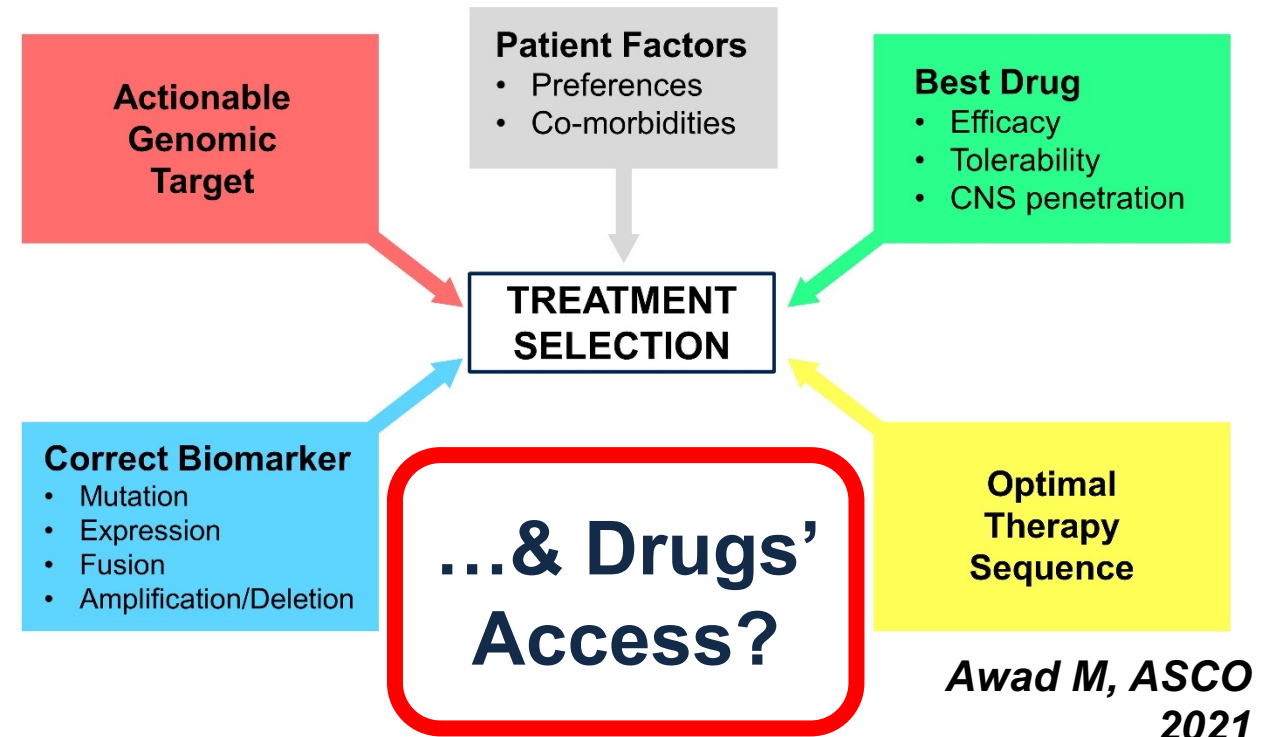 Actionable
Genomic
Target
Patient Factors
• Preferences
• Co-morbidities
Best Drug
• Efficacy
• Tolerability
• CNS penetration
TREATMENT
SELECTION
Correct Biomarker
• Mutation
• Expression
• Fusion
• Amplification/Deletion
…& Drugs’
Access?
Optimal
Therapy
Sequence
Awad M, ASCO
2021